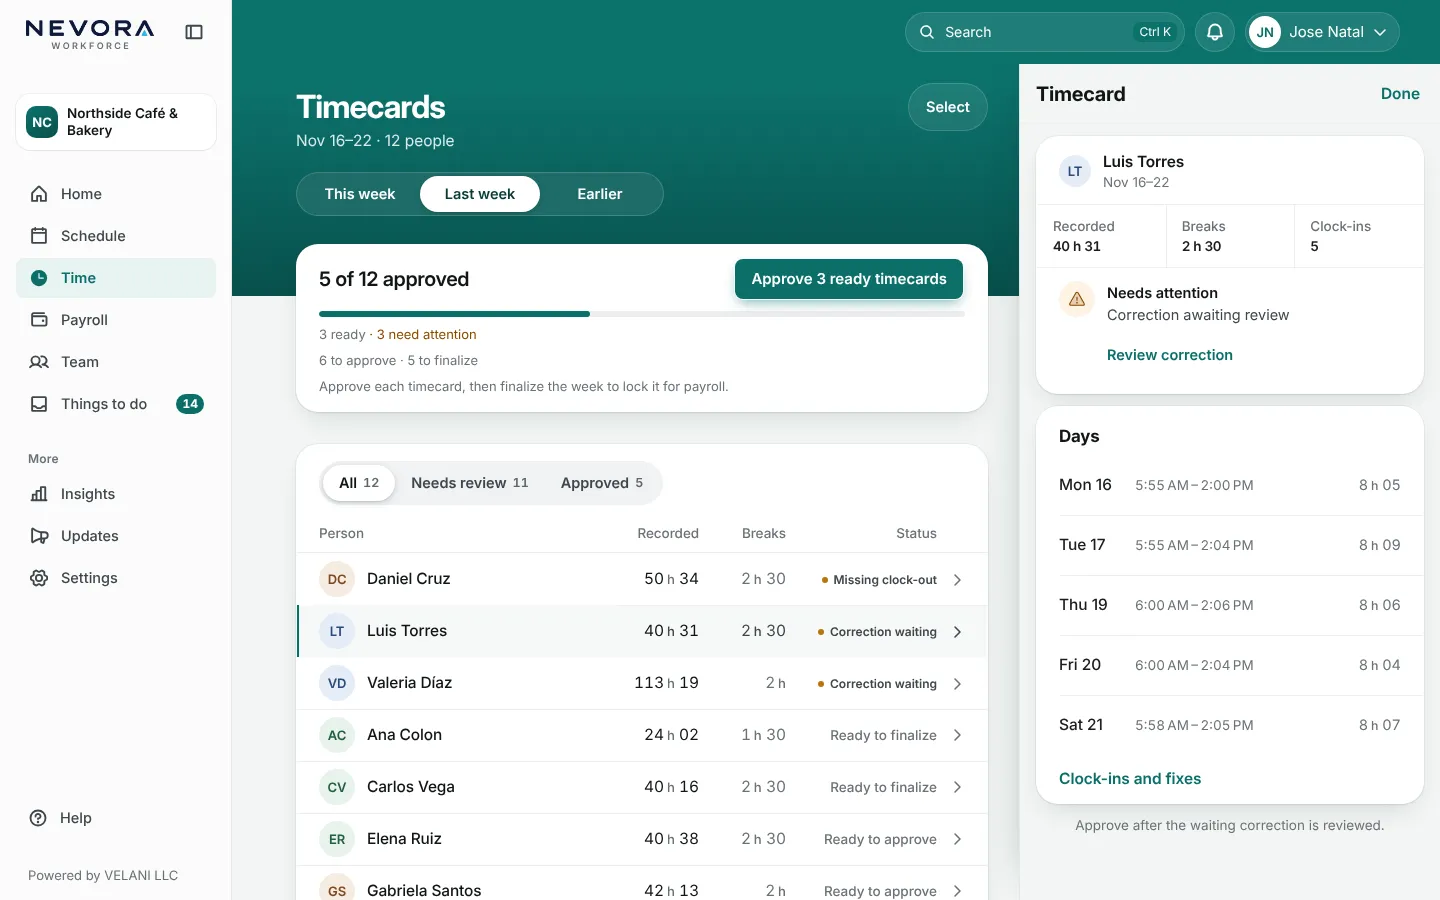 NEVORA
WORKFORCE
NC
Northside Café &
Bakery
Home
Schedule
Time
Payroll
Team
Things to do 14
More
Insights
Updates
Settings
Help
Powered by VELANI LLC
Search Ctrl K
JN Jose Natal
Timecards
Nov 16–22 · 12 people
Select
This week Last week Earlier
5 of 12 approved
Approve 3 ready timecards
3 ready · 3 need attention
6 to approve · 5 to finalize
Approve each timecard, then finalize the week to lock it for payroll.
All 12 Needs review 11 Approved 5
Person Recorded Breaks Status
DC Daniel Cruz 50 h 34 2 h 30 Missing clock-out
LT Luis Torres 40 h 31 2 h 30 Correction waiting
VD Valeria Díaz 113 h 19 2 h Correction waiting
AC Ana Colon 24 h 02 1 h 30 Ready to finalize
CV Carlos Vega 40 h 16 2 h 30 Ready to finalize
ER Elena Ruiz 40 h 38 2 h 30 Ready to approve
GS Gabriela Santos 42 h 13 2 h Ready to approve
Timecard Done
LT Luis Torres
Nov 16–22
Recorded Breaks Clock-ins
40 h 31 2 h 30 5
Needs attention
Correction awaiting review
Review correction
Days
Mon 16 5:55 AM – 2:00 PM 8 h 05
Tue 17 5:55 AM – 2:04 PM 8 h 09
Thu 19 6:00 AM – 2:06 PM 8 h 06
Fri 20 6:00 AM – 2:04 PM 8 h 04
Sat 21 5:58 AM – 2:05 PM 8 h 07
Clock-ins and fixes
Approve after the waiting correction is reviewed.